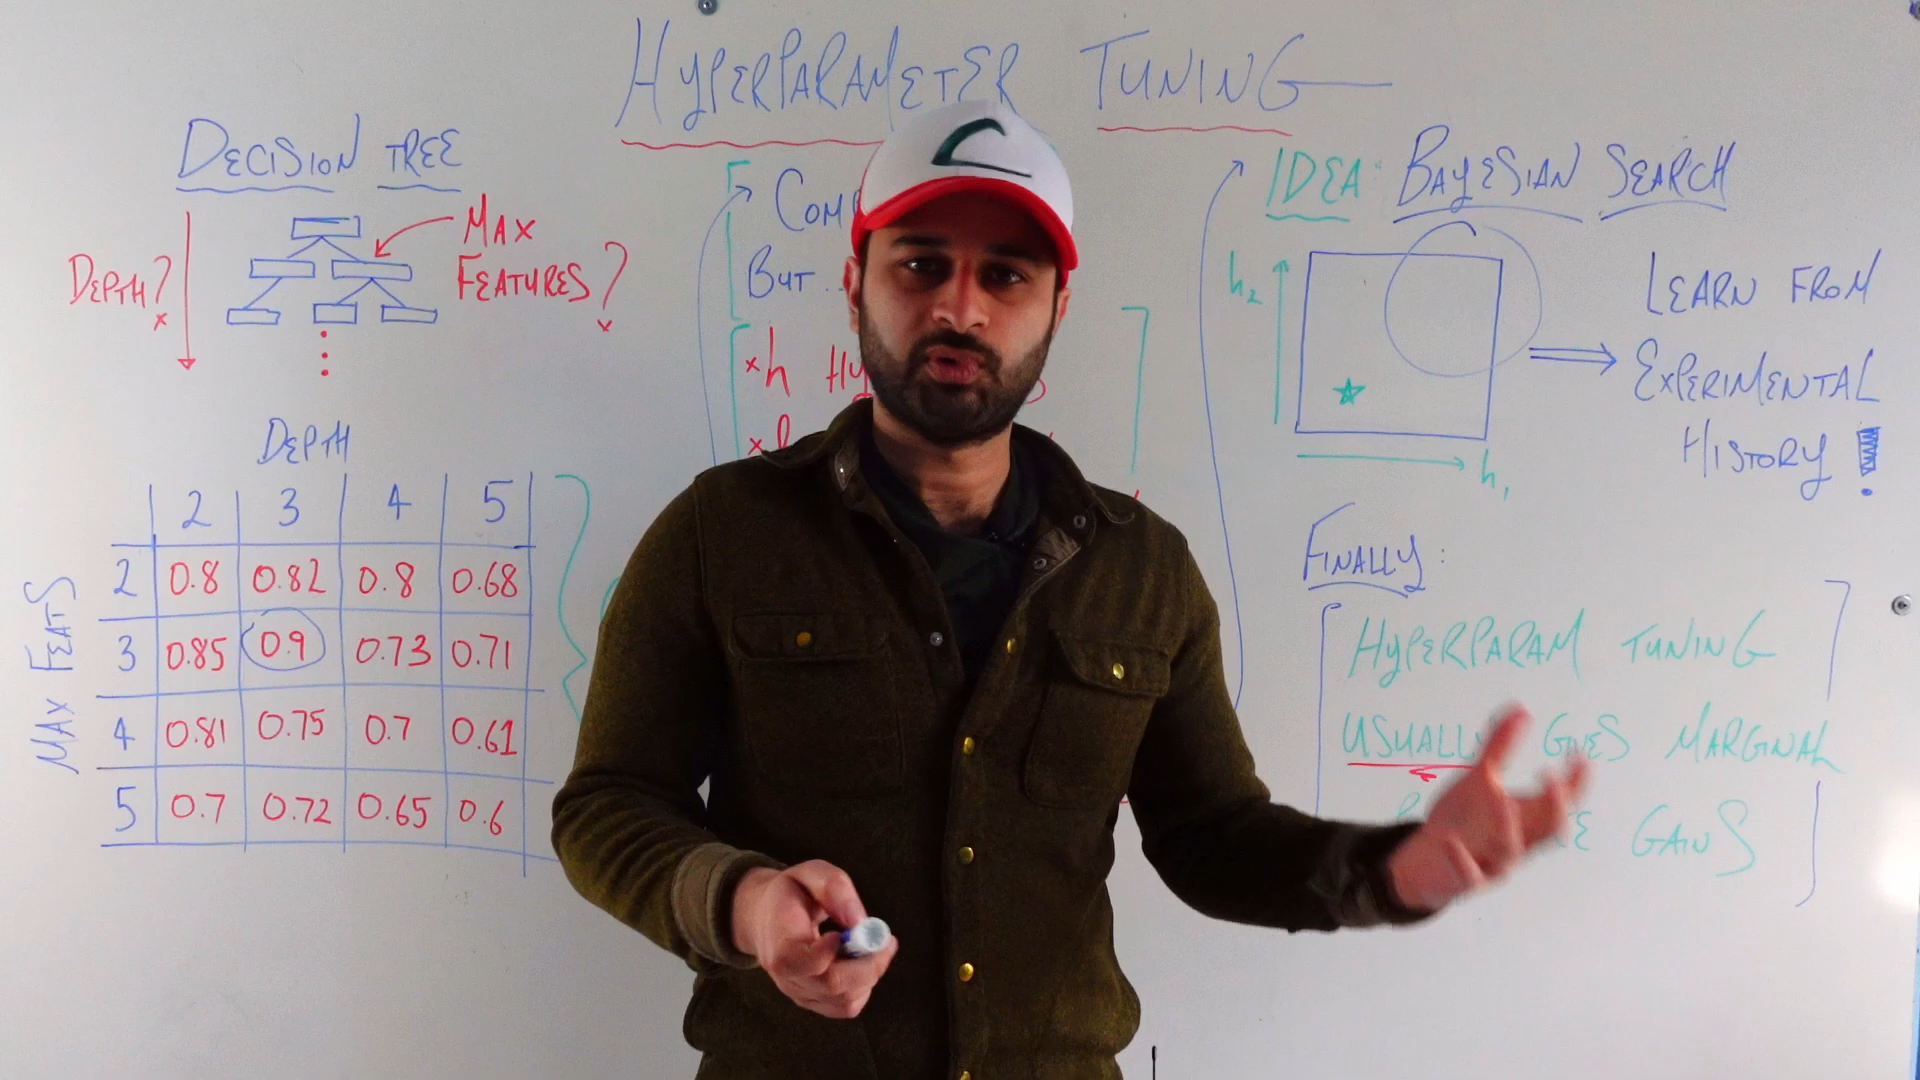 HYPERPARAMETER TUNING
DECISION TREE
DEPTH?
MAX
FEATURES?
DEPTH
2 3 4 5
MAX FEATS
2 0.8 0.82 0.8 0.68
3 0.85 0.9 0.73 0.71
4 0.81 0.75 0.7 0.61
5 0.7 0.72 0.65 0.6
BUT..
h
IDEA: BAYESIAN SEARCH
h2
h1
LEARN FROM
EXPERIMENTAL
HISTORY!
FINALLY:
HYPERPARAM TUNING
USUALLY GIVES MARGINAL
GAINS